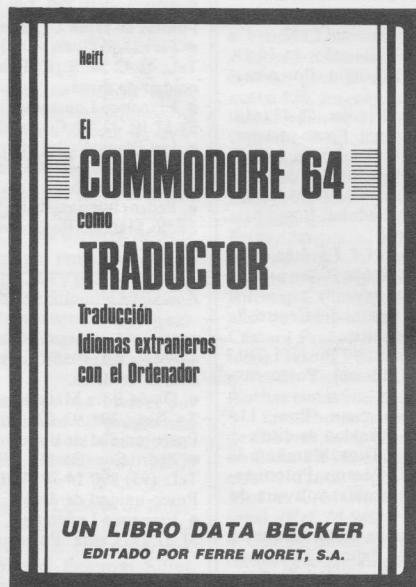 Heift
El
COMMODORE 64
como
TRADUCTOR
Traducción
Idiomas extranjeros
con el Ordenador
UN LIBRO DATA BECKER
EDITADO POR FERRE MORET, S.A.